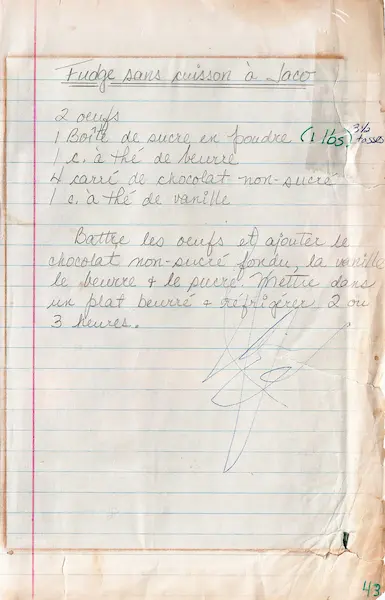 Fudge sans cuisson à Jaco
2 oeufs
1 Boîte de sucre en poudre (1 lbs.) 3½ tasses
1 c. à thé de beurre
4 carré de chocolat non-sucré
1 c. à thé de vanille
Battre les oeufs et ajouter le
chocolat non-sucré fondu, la vanille
le beurre + le sucre. Mettre dans
un plat beurré + réfrigérer 2 ou
3 heures.
43